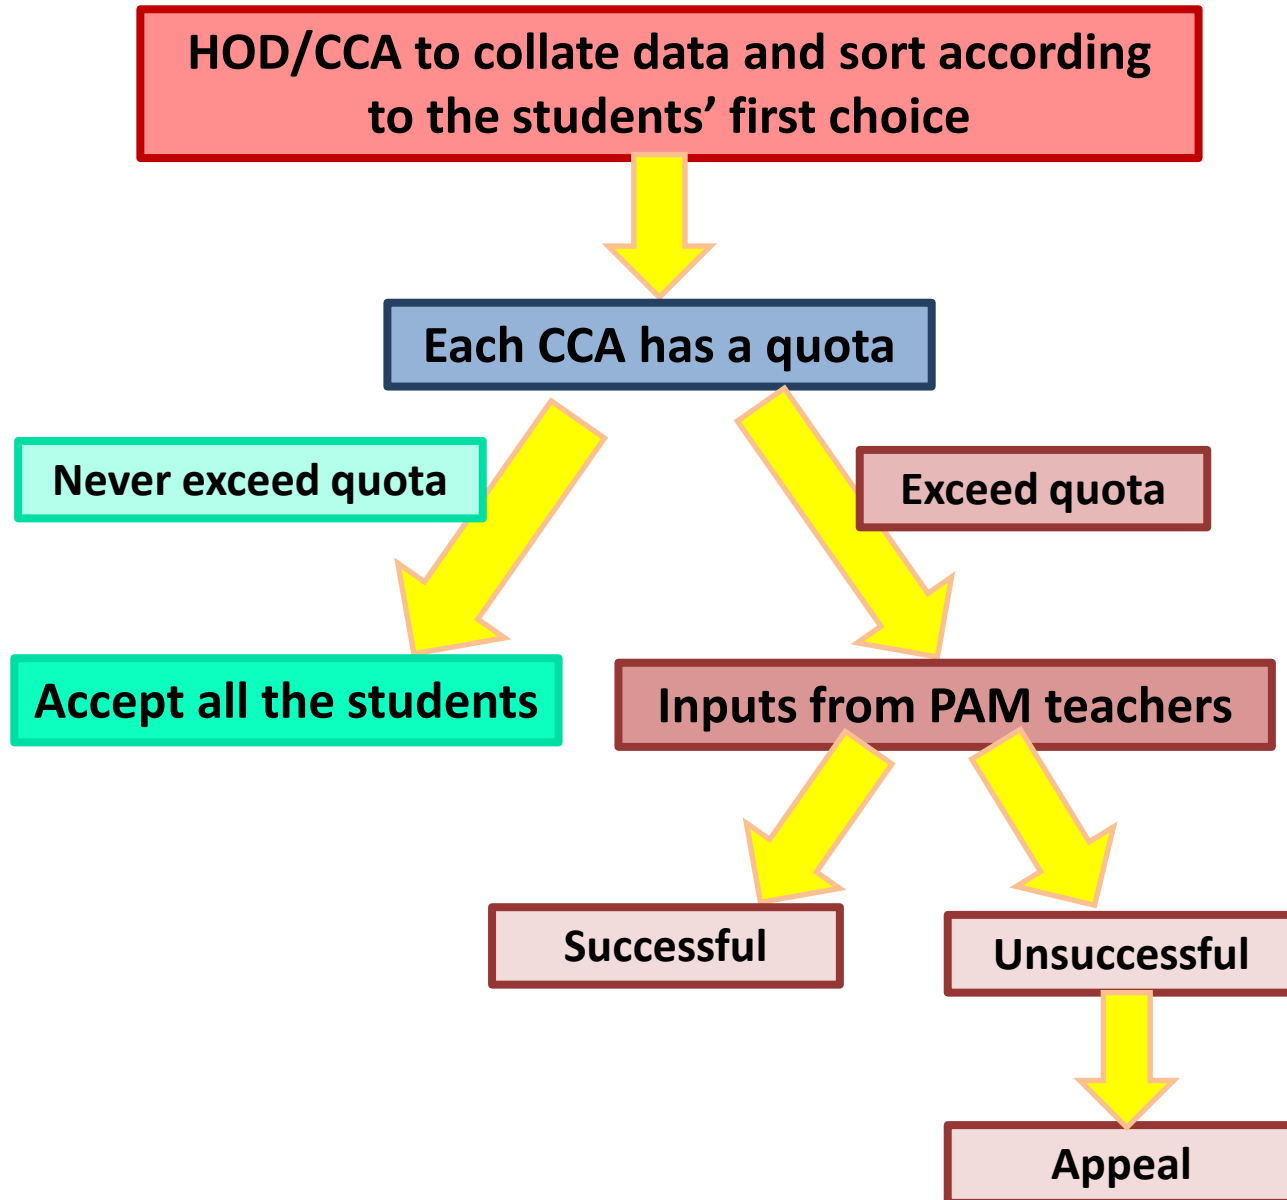 HOD/CCA to collate data and sort according
to the students’ first choice
Each CCA has a quota
Never exceed quota
Exceed quota
Accept all the students
Inputs from PAM teachers
Successful
Unsuccessful
Appeal